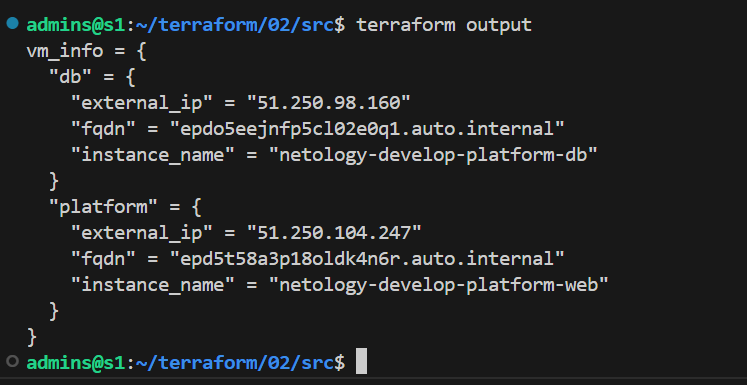 admins@s1:~/terraform/02/src$ terraform output
vm_info = {
  "db" = {
    "external_ip" = "51.250.98.160"
    "fqdn" = "epdo5eejnfp5cl02e0q1.auto.internal"
    "instance_name" = "netology-develop-platform-db"
  }
  "platform" = {
    "external_ip" = "51.250.104.247"
    "fqdn" = "epd5t58a3p18oldk4n6r.auto.internal"
    "instance_name" = "netology-develop-platform-web"
  }
}
admins@s1:~/terraform/02/src$